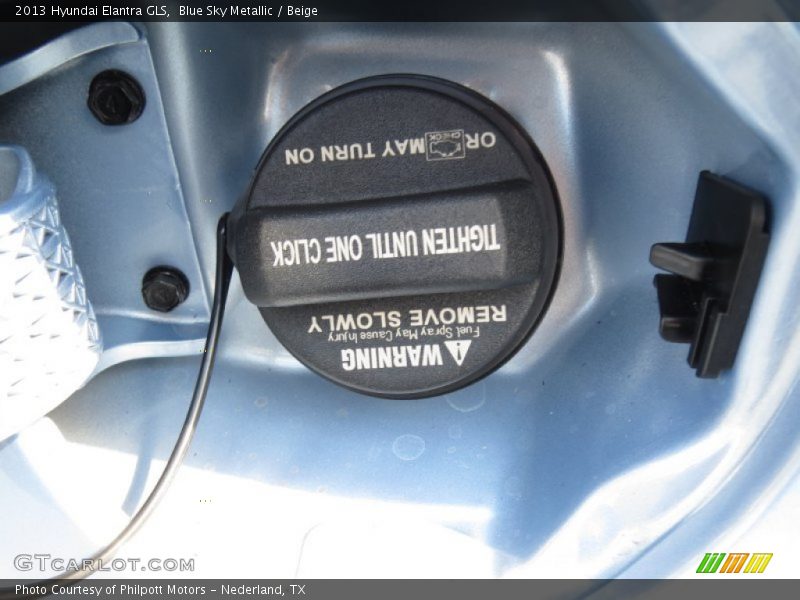 2013 Hyundai Elantra GLS,  Blue Sky Metallic / Beige
WARNING
Fuel Spray May Cause Injury
REMOVE SLOWLY
TIGHTEN UNTIL ONE CLICK
OR CHECK MAY TURN ON
GTCARLOT.COM
Photo Courtesy of Philpott Motors - Nederland, TX